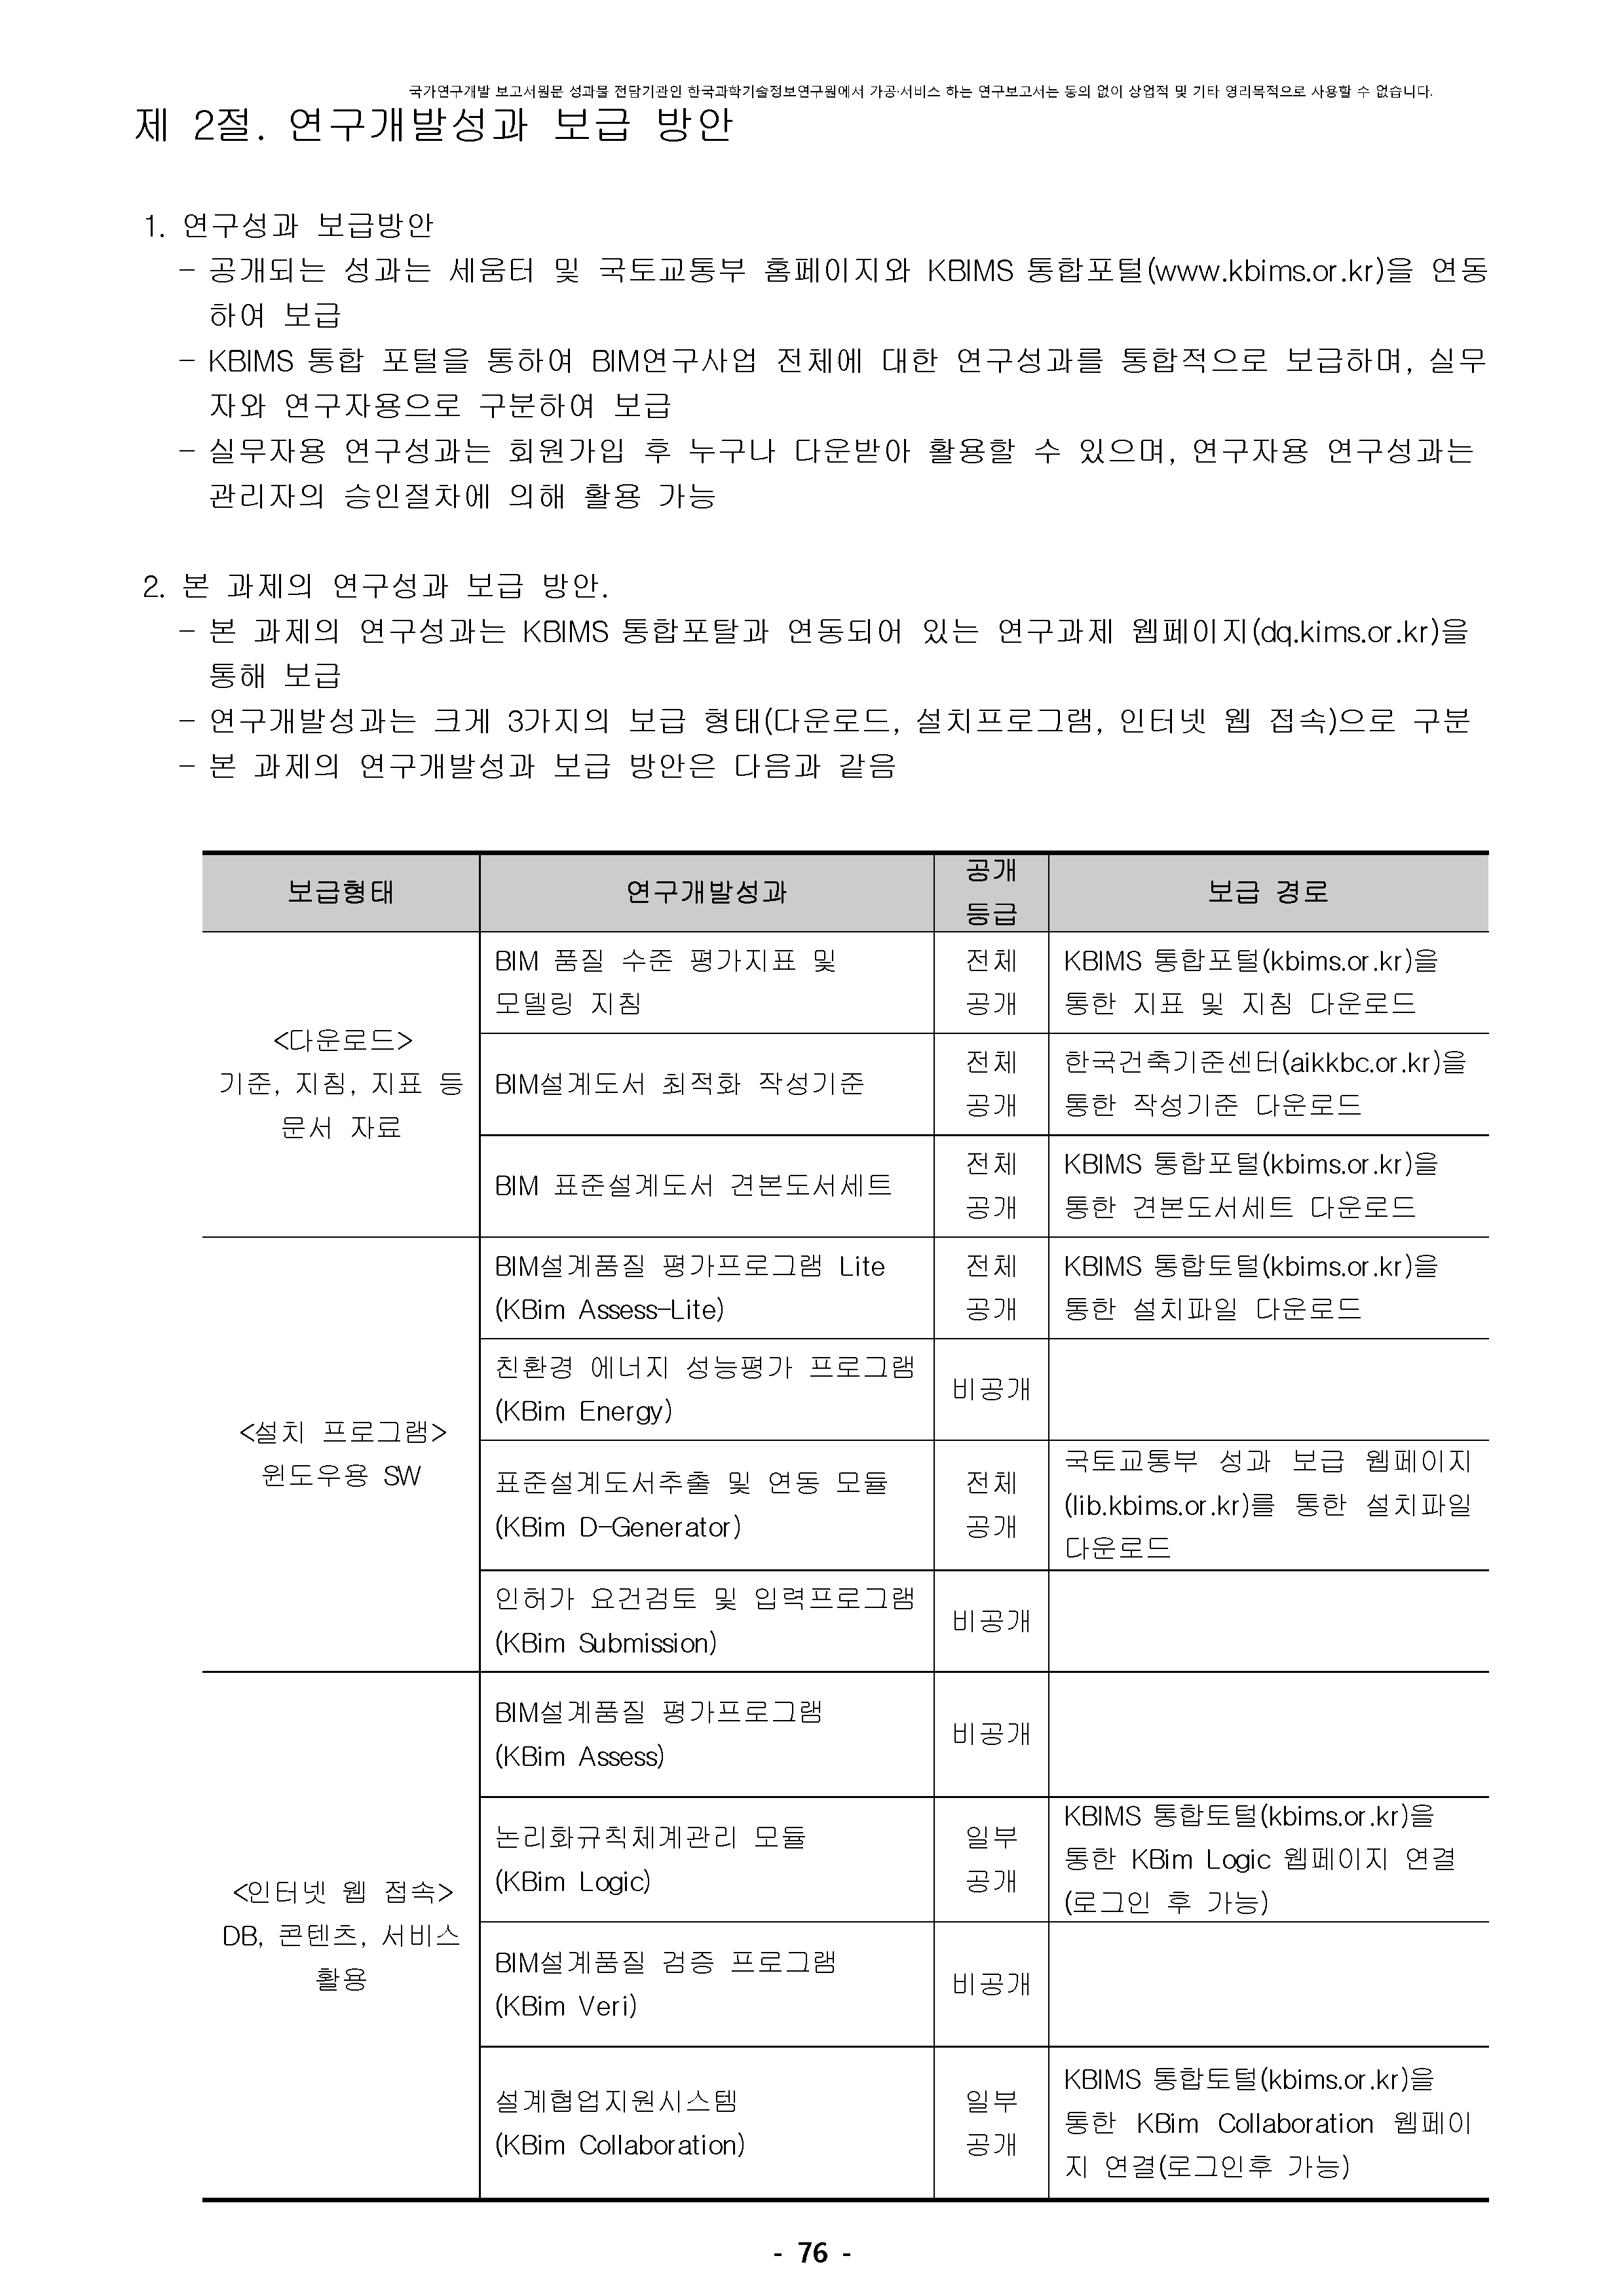 국가연구개발 보고서원문 성과물 전담기관인 한국과학기술정보연구원에서 가공·서비스 하는 연구보고서는 동의 없이 상업적 및 기타 영리목적으로 사용할 수 없습니다.
제 2절. 연구개발성과 보급 방안
1. 연구성과 보급방안
- 공개되는 성과는 세움터 및 국토교통부 홈페이지와 KBIMS 통합포털(www.kbims.or.kr)을 연동
하여 보급
- KBIMS 통합 포털을 통하여 BIM연구사업 전체에 대한 연구성과를 통합적으로 보급하며, 실무
자와 연구자용으로 구분하여 보급
- 실무자용 연구성과는 회원가입 후 누구나 다운받아 활용할 수 있으며, 연구자용 연구성과는
관리자의 승인절차에 의해 활용 가능
2. 본 과제의 연구성과 보급 방안.
- 본 과제의 연구성과는 KBIMS 통합포탈과 연동되어 있는 연구과제 웹페이지(dq.kims.or.kr)을
통해 보급
- 연구개발성과는 크게 3가지의 보급 형태(다운로드, 설치프로그램, 인터넷 웹 접속)으로 구분
- 본 과제의 연구개발성과 보급 방안은 다음과 같음
보급형태
연구개발성과
공개
등급
보급 경로
<다운로드>
기준, 지침, 지표 등
문서 자료
BIM 품질 수준 평가지표 및
모델링 지침
전체
공개
KBIMS 통합포털(kbims.or.kr)을
통한 지표 및 지침 다운로드
BIM설계도서 최적화 작성기준
전체
공개
한국건축기준센터(aikkbc.or.kr)을
통한 작성기준 다운로드
BIM 표준설계도서 견본도서세트
전체
공개
KBIMS 통합포털(kbims.or.kr)을
통한 견본도서세트 다운로드
<설치 프로그램>
윈도우용 SW
BIM설계품질 평가프로그램 Lite
(KBim Assess-Lite)
전체
공개
KBIMS 통합토털(kbims.or.kr)을
통한 설치파일 다운로드
친환경 에너지 성능평가 프로그램
(KBim Energy)
비공개
표준설계도서추출 및 연동 모듈
(KBim D-Generator)
전체
공개
국토교통부 성과 보급 웹페이지
(lib.kbims.or.kr)를 통한 설치파일
다운로드
인허가 요건검토 및 입력프로그램
(KBim Submission)
비공개
<인터넷 웹 접속>
DB, 콘텐츠, 서비스
활용
BIM설계품질 평가프로그램
(KBim Assess)
비공개
논리화규칙체계관리 모듈
(KBim Logic)
일부
공개
KBIMS 통합토털(kbims.or.kr)을
통한 KBim Logic 웹페이지 연결
(로그인 후 가능)
BIM설계품질 검증 프로그램
(KBim Veri)
비공개
설계협업지원시스템
(KBim Collaboration)
일부
공개
KBIMS 통합토털(kbims.or.kr)을
통한 KBim Collaboration 웹페이
지 연결(로그인후 가능)
- 76 -